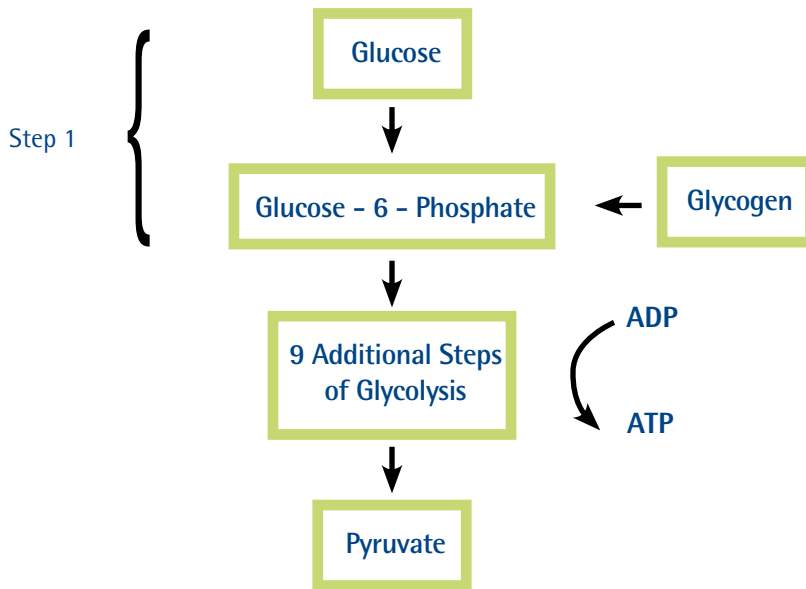 Glucose
Step 1
Glucose - 6 - Phosphate
Glycogen
ADP
9 Additional Steps
of Glycolysis
ATP
Pyruvate